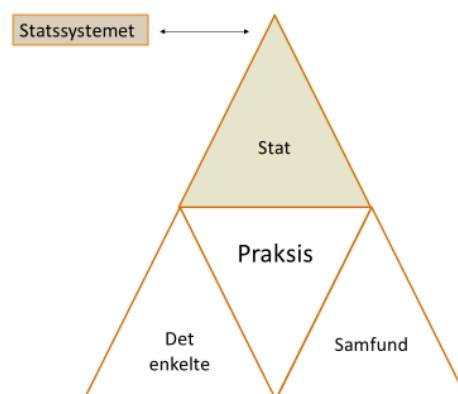 Statssystemet
Stat
Praksis
Det
enkelte
Samfund